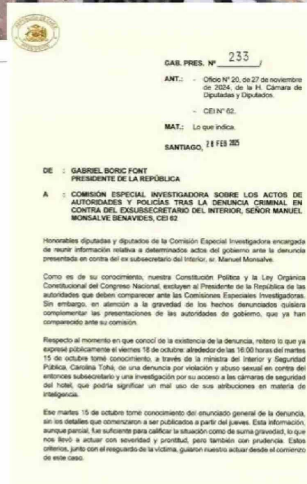 GAB. PRES. Nº 233/
ANT.: - Oficio N° 20, de 27 de noviembre
de 2024, de la H. Cámara de
Diputadas y Diputados.
- CEI N° 62.
MAT.: Lo que indica.
SANTIAGO, 28 FEB 2025
DE : GABRIEL BORIC FONT
PRESIDENTE DE LA REPÚBLICA
A : COMISIÓN ESPECIAL INVESTIGADORA SOBRE LOS ACTOS DE
AUTORIDADES Y POLICÍAS TRAS LA DENUNCIA CRIMINAL EN
CONTRA DEL EXSUBSECRETARIO DEL INTERIOR, SEÑOR MANUEL
MONSALVE BENAVIDES, CEI 62
Honorables diputadas y diputados de la Comisión Especial Investigadora encargada
de reunir información relativa a determinados actos del gobierno ante la denuncia
presentada en contra del ex subsecretario del Interior, sr. Manuel Monsalve.
Como es de su conocimiento, nuestra Constitución Política y la Ley Orgánica
Constitucional del Congreso Nacional, excluyen al Presidente de la República de las
autoridades que deben comparecer ante las Comisiones Especiales Investigadoras.
Sin embargo, en atención a la gravedad de los hechos denunciados quisiera
complementar las presentaciones de las autoridades de gobierno, que ya han
comparecido ante su comisión.
Respecto al momento en que conocí de la existencia de la denuncia, reitero lo que ya
expresé públicamente el viernes 18 de octubre: alrededor de las 16:00 horas del martes
15 de octubre tomé conocimiento, a través de la ministra del Interior y Seguridad
Pública, Carolina Tohá, de una denuncia por violación y abuso sexual en contra del
entonces subsecretario y una investigación por su acceso a las cámaras de seguridad
del hotel, que podría significar un mal uso de sus atribuciones en materia de
inteligencia.
Ese martes 15 de octubre tomé conocimiento del enunciado general de la denuncia,
sin los detalles que comenzaron a ser publicados a partir del jueves. Esta información,
aunque parcial, fue suficiente para calificar la situación como de suma gravedad, lo que
nos llevó a actuar con severidad y prontitud, pero también con prudencia. Estos
criterios, junto con el resguardo de la víctima, guiaron nuestro actuar desde el comienzo
de este caso.